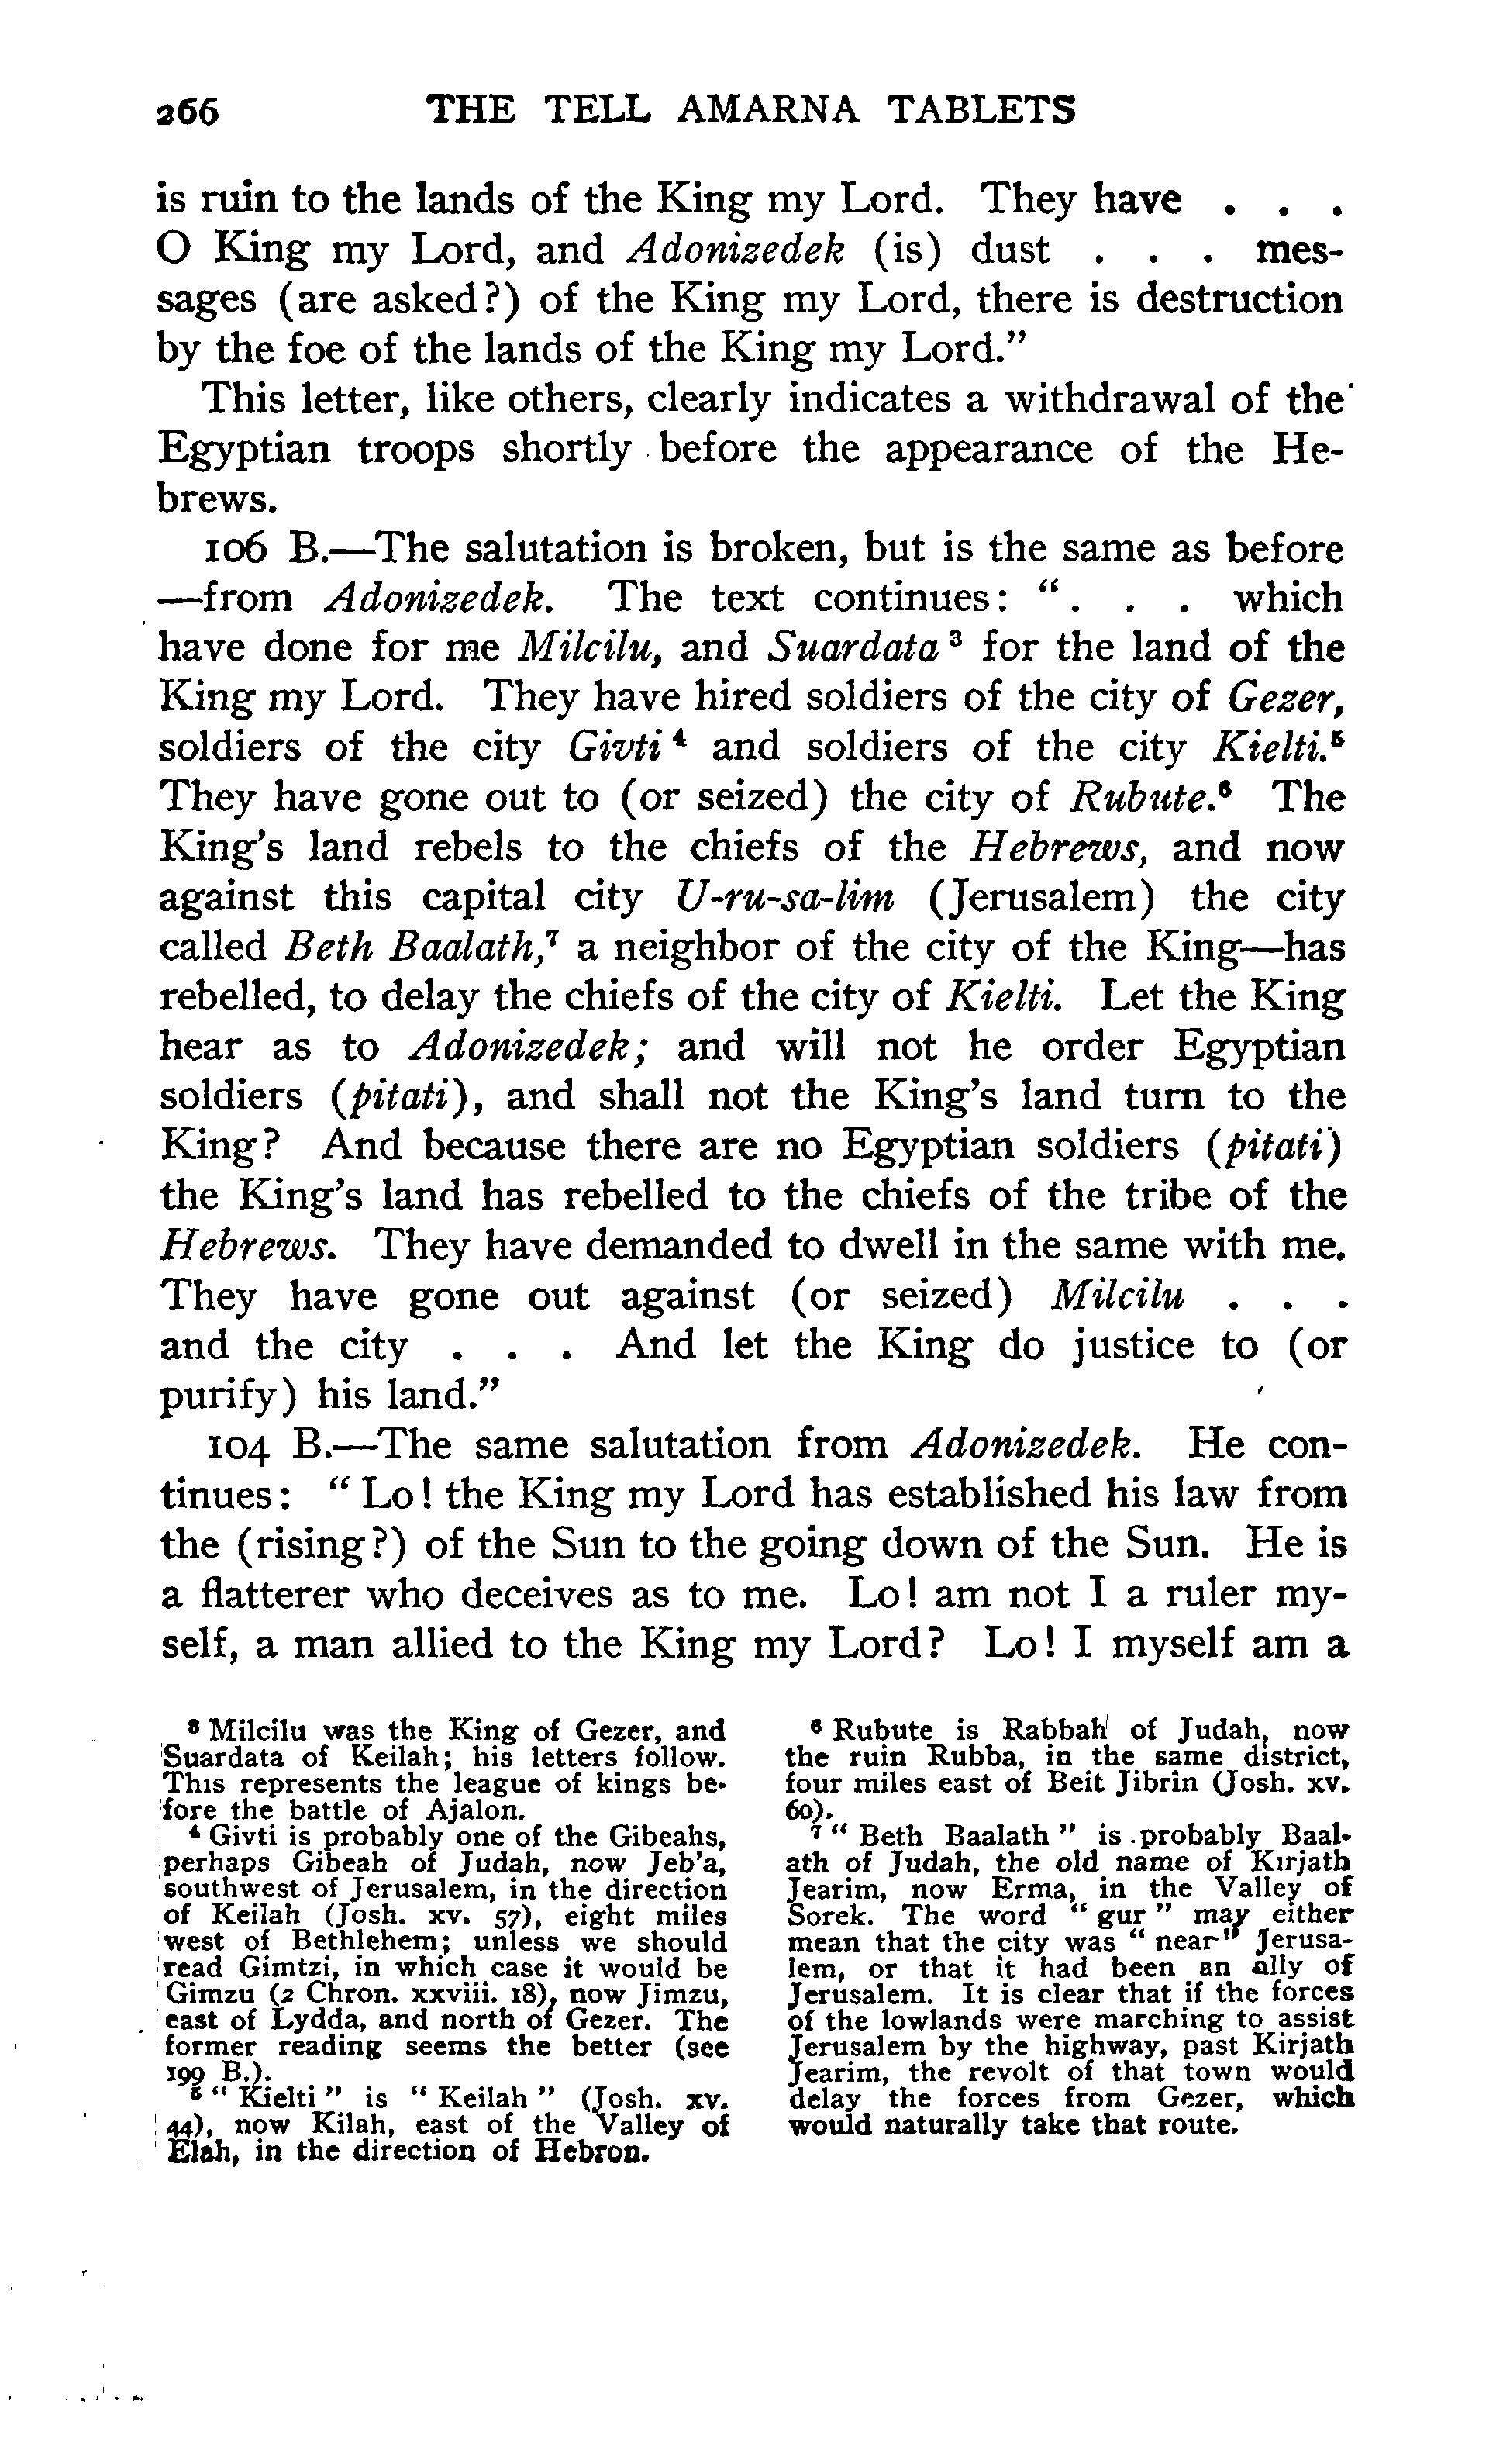 266 THE TELL AMARNA TABLETS
is ruin to the lands of the King my Lord. They have . . .
O King my Lord, and Adonizedek (is) dust . . . mes-
sages (are asked?) of the King my Lord, there is destruction
by the foe of the lands of the King my Lord.”
This letter, like others, clearly indicates a withdrawal of the
Egyptian troops shortly before the appearance of the He-
brews.
106 B.—The salutation is broken, but is the same as before
—from Adonizedek. The text continues: “ . . . which
have done for me Milcilu, and Suardata ³ for the land of the
King my Lord. They have hired soldiers of the city of Gezer,
soldiers of the city Givti ⁴ and soldiers of the city Kielti.⁵
They have gone out to (or seized) the city of Rubute.⁶ The
King’s land rebels to the chiefs of the Hebrews, and now
against this capital city U-ru-sa-lim (Jerusalem) the city
called Beth Baalath,⁷ a neighbor of the city of the King—has
rebelled, to delay the chiefs of the city of Kielti. Let the King
hear as to Adonizedek; and will not he order Egyptian
soldiers (pitati), and shall not the King’s land turn to the
King? And because there are no Egyptian soldiers (pitati)
the King’s land has rebelled to the chiefs of the tribe of the
Hebrews. They have demanded to dwell in the same with me.
They have gone out against (or seized) Milcilu . . .
and the city . . . And let the King do justice to (or
purify) his land.”
104 B.—The same salutation from Adonizedek. He con-
tinues: “ Lo! the King my Lord has established his law from
the (rising?) of the Sun to the going down of the Sun. He is
a flatterer who deceives as to me. Lo! am not I a ruler my-
self, a man allied to the King my Lord? Lo! I myself am a
³ Milcilu was the King of Gezer, and
Suardata of Keilah; his letters follow.
This represents the league of kings be-
fore the battle of Ajalon.
⁴ Givti is probably one of the Gibeahs,
perhaps Gibeah of Judah, now Jeb’a,
southwest of Jerusalem, in the direction
of Keilah (Josh. xv. 57), eight miles
west of Bethlehem; unless we should
read Gimtzi, in which case it would be
Gimzu (2 Chron. xxviii. 18), now Jimzu,
east of Lydda, and north of Gezer. The
former reading seems the better (see
199 B.).
⁵ “ Kielti ” is “ Keilah ” (Josh. xv.
44), now Kilah, east of the Valley of
Elah, in the direction of Hebron.
⁶ Rubute is Rabbah of Judah, now
the ruin Rubba, in the same district,
four miles east of Beit Jibrin (Josh. xv.
60).
⁷ “ Beth Baalath ” is probably Baal-
ath of Judah, the old name of Kirjath
Jearim, now Erma, in the Valley of
Sorek. The word “ gur ” may either
mean that the city was “ near ” Jerusa-
lem, or that it had been an ally of
Jerusalem. It is clear that if the forces
of the lowlands were marching to assist
Jerusalem by the highway, past Kirjath
Jearim, the revolt of that town would
delay the forces from Gezer, which
would naturally take that route.